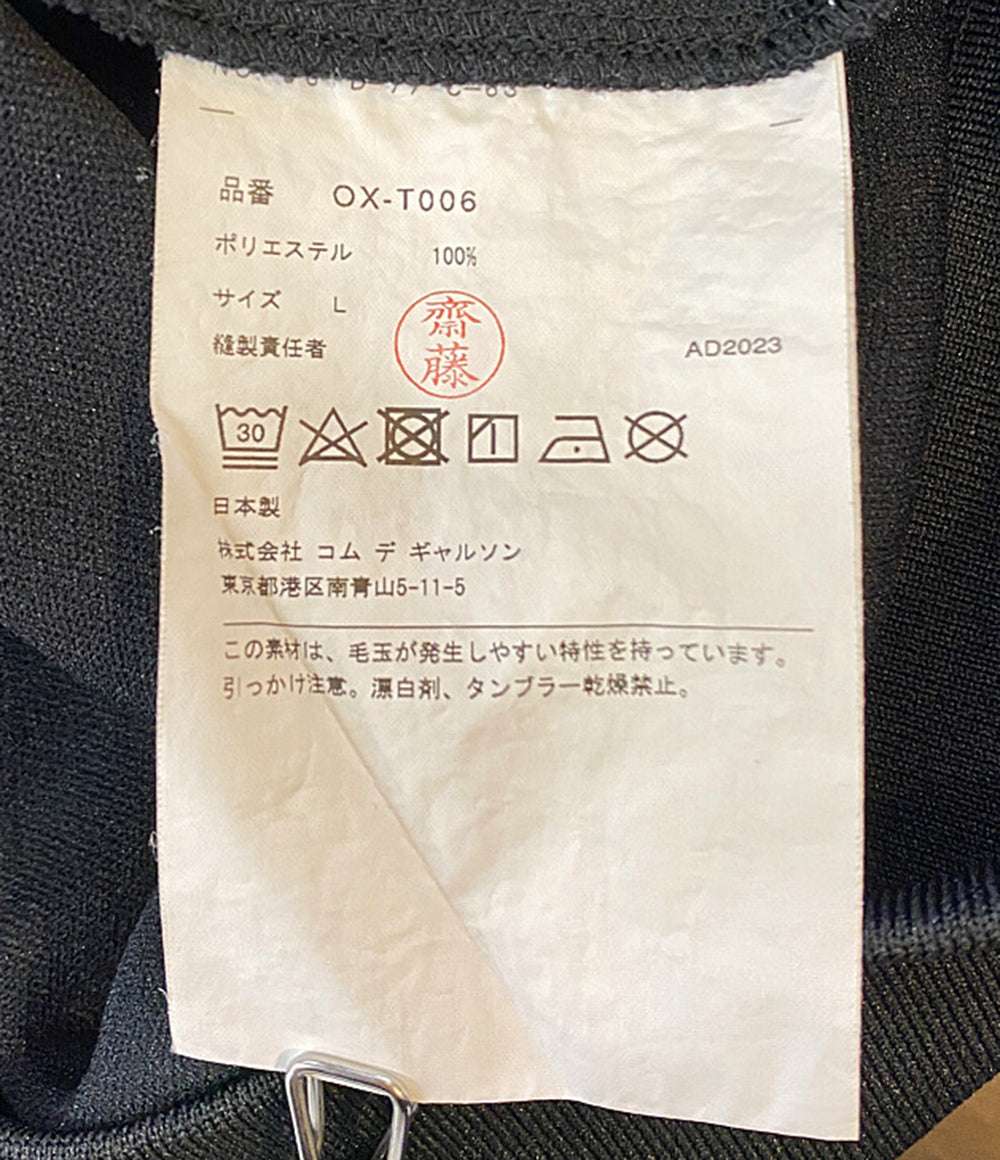 品番 OX-T006
ポリエステル 100%
サイズ L
縫製責任者 齋藤 AD2023
30
日本製
株式会社 コム デ ギャルソン
東京都港区南青山5-11-5
この素材は、毛玉が発生しやすい特性を持っています。
引っかけ注意。漂白剤、タンブラー乾燥禁止。